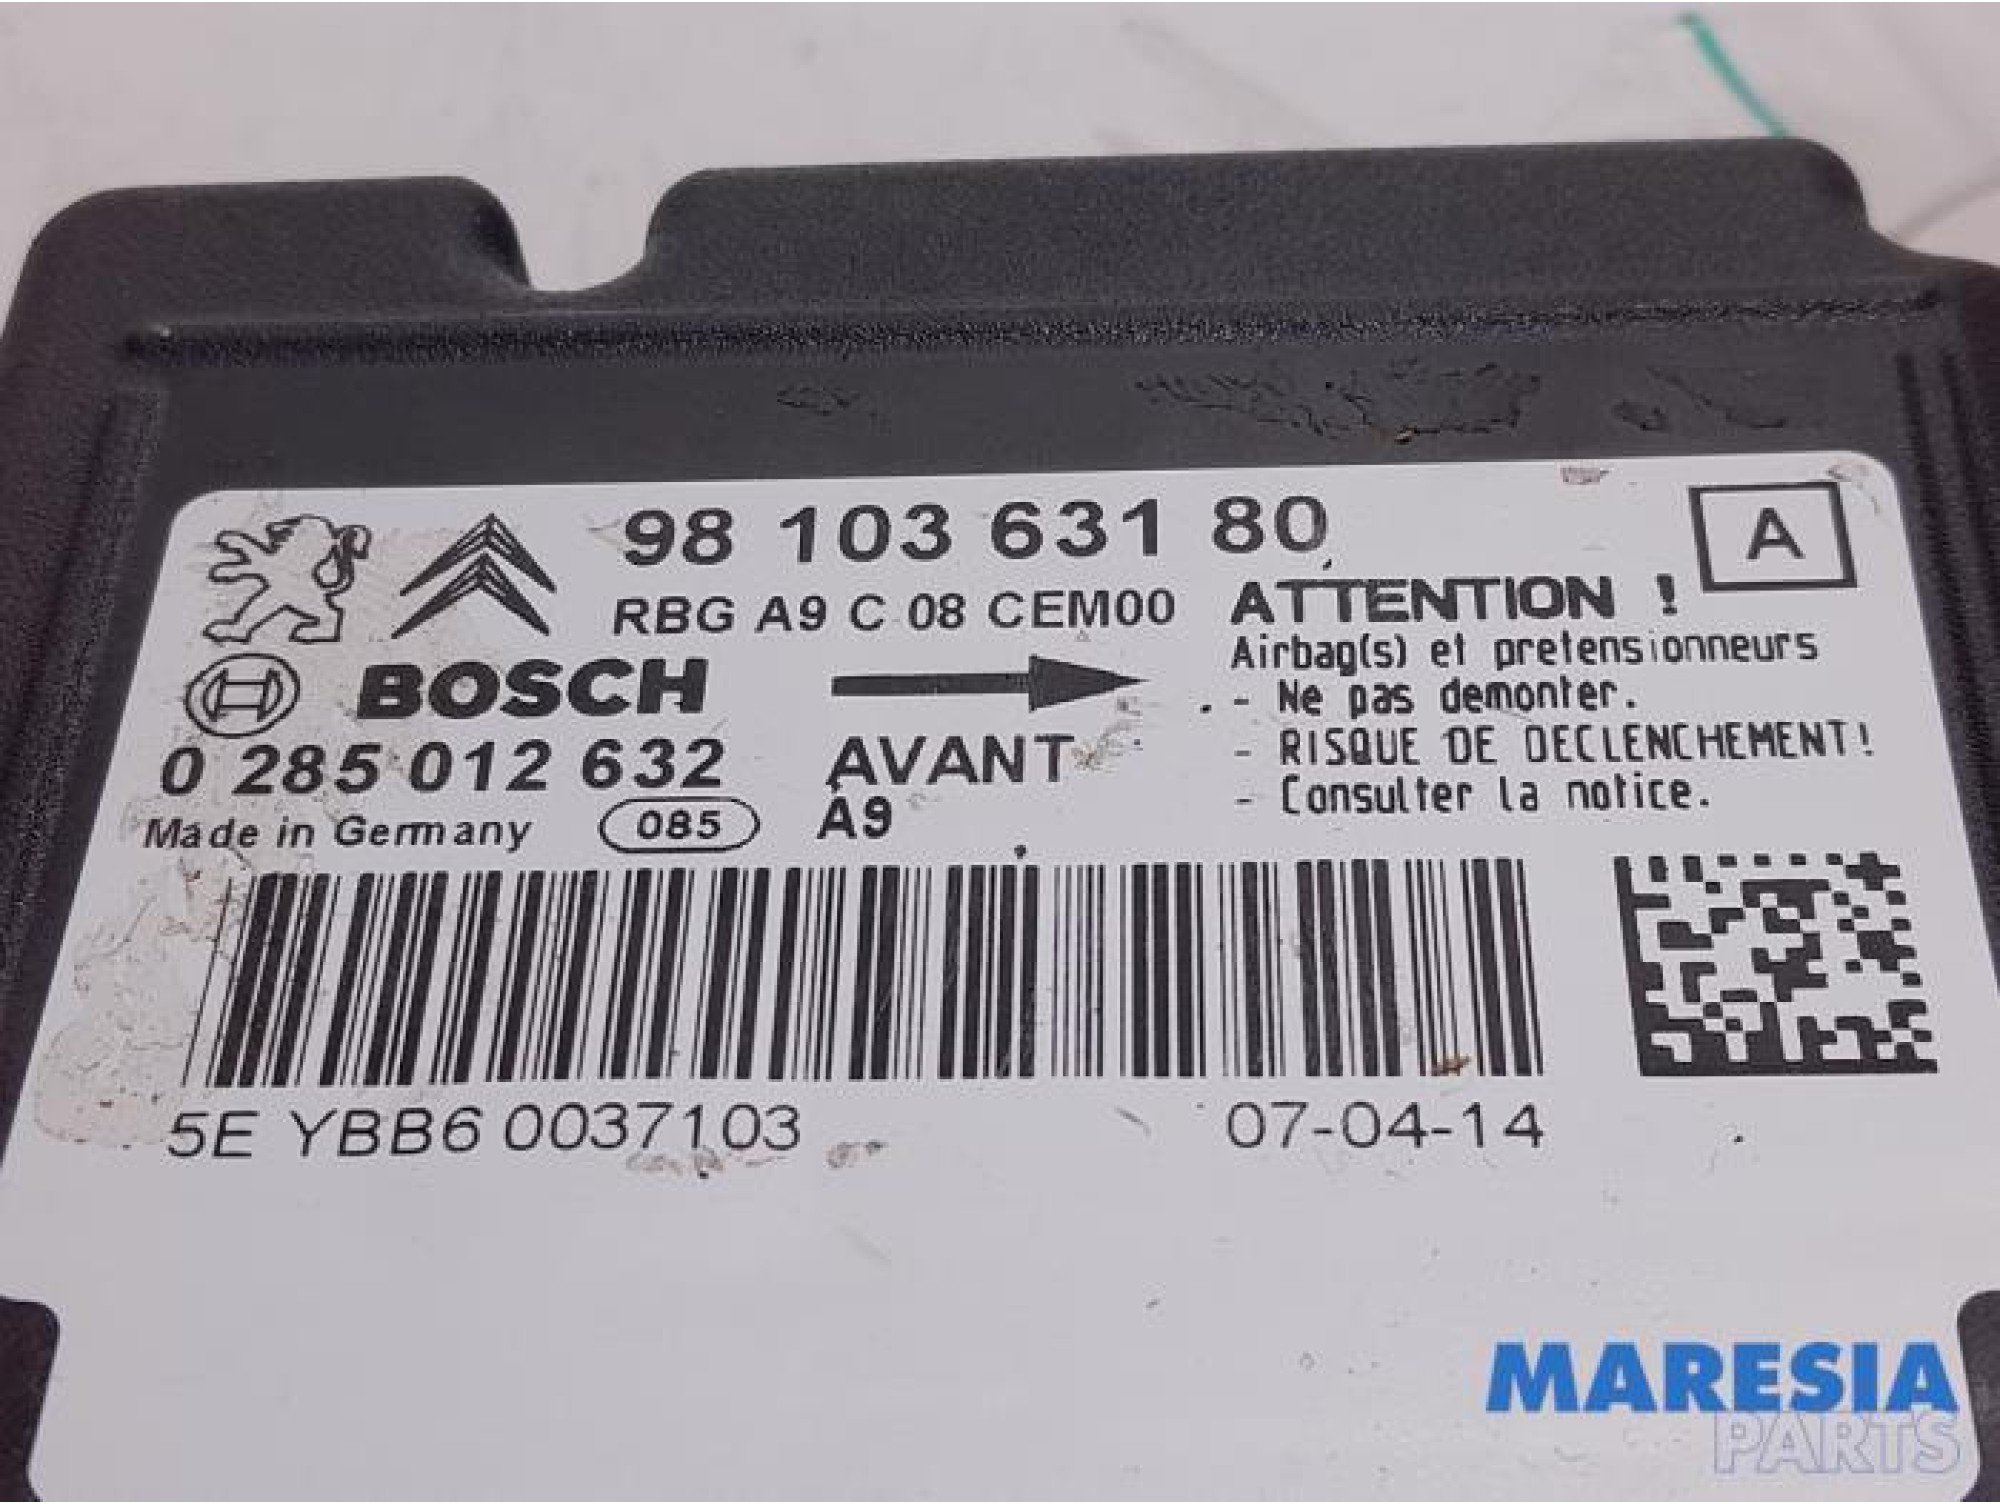 98 103 631 80
A
RBG A9 C 08 CEM00
ATTENTION !
Airbag(s) et pretensionneurs
- Ne pas demonter.
- RISQUE DE DECLENCHEMENT!
- Consulter la notice.
BOSCH
0 285 012 632
AVANT
Made in Germany
085
A9
5E YBB6 0037103
07-04-14
MARESIA
PARTS